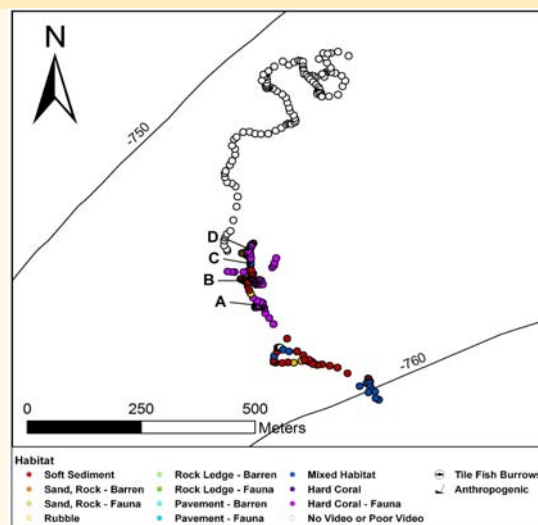 N
-750
D
C
B
A
-760
0 250 500
Meters
Habitat
Soft Sediment Rock Ledge - Barren Mixed Habitat Tile Fish Burrows
Sand, Rock - Barren Rock Ledge - Fauna Hard Coral Anthropogenic
Sand, Rock - Fauna Pavement - Barren Hard Coral - Fauna
Rubble Pavement - Fauna No Video or Poor Video